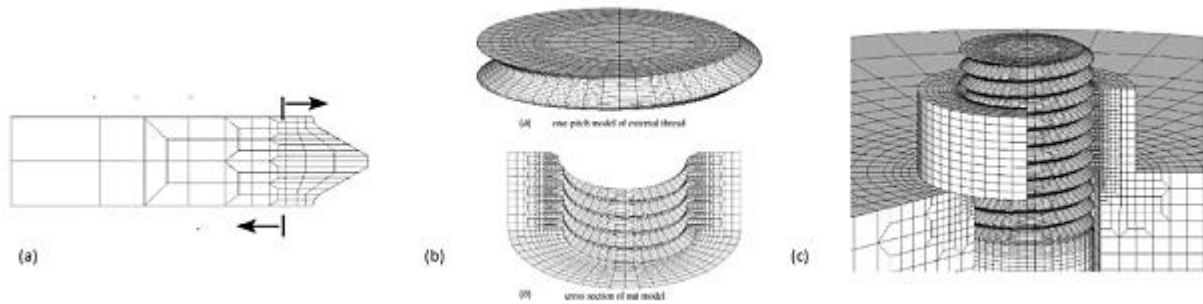 (a) one-pitch model of external thread
(a) (b) (c)
(b) cross section of nut model